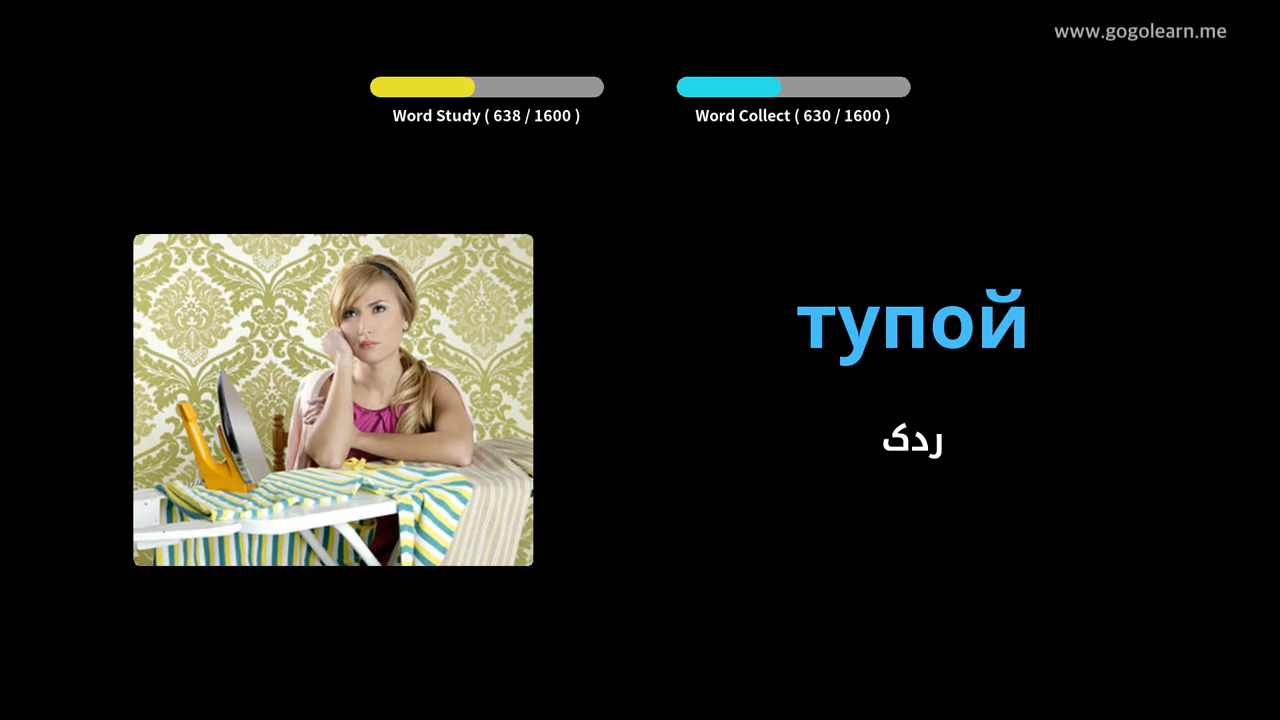 www.gogolearn.me
Word Study ( 638 / 1600 )
Word Collect ( 630 / 1600 )
тупой
ردک